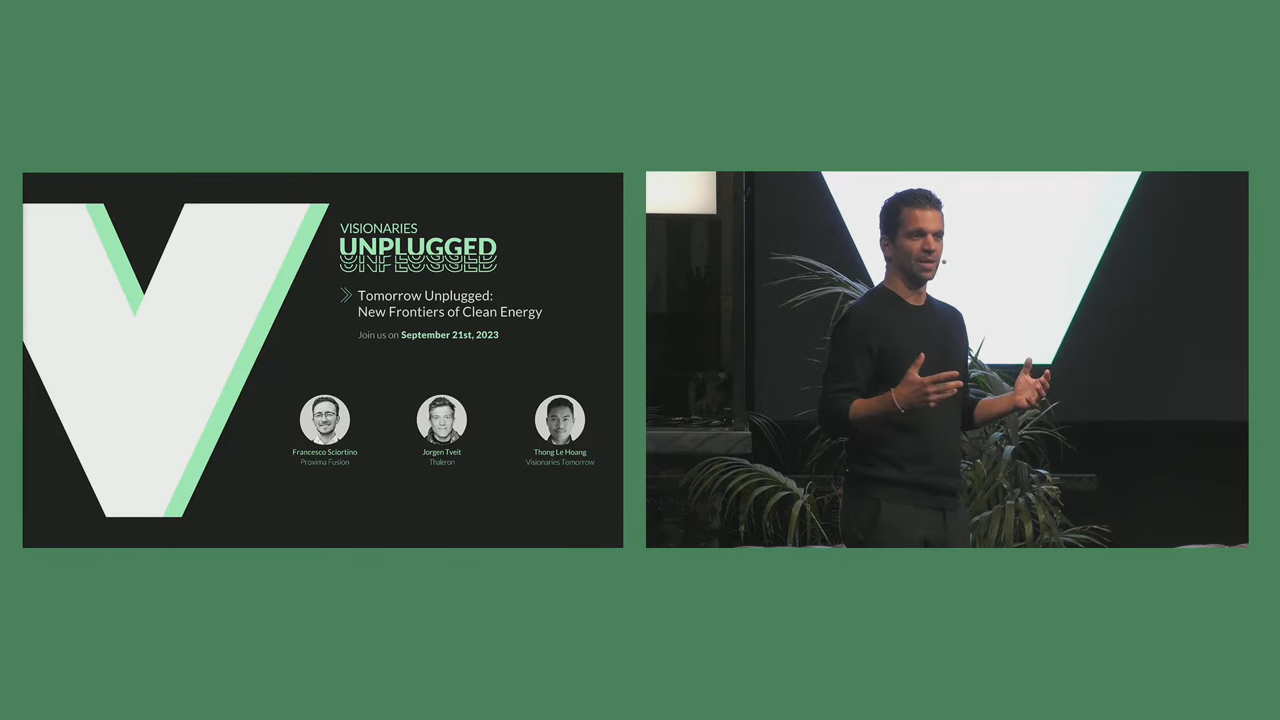 VISIONARIES
UNPLUGGED
UNPLUGGED
Tomorrow Unplugged:
New Frontiers of Clean Energy
Join us on September 21st, 2023
Francesco Sciortino
Proxima Fusion
Jorgen Tveit
Thaleron
Thong Le Hoang
Visionaries Tomorrow